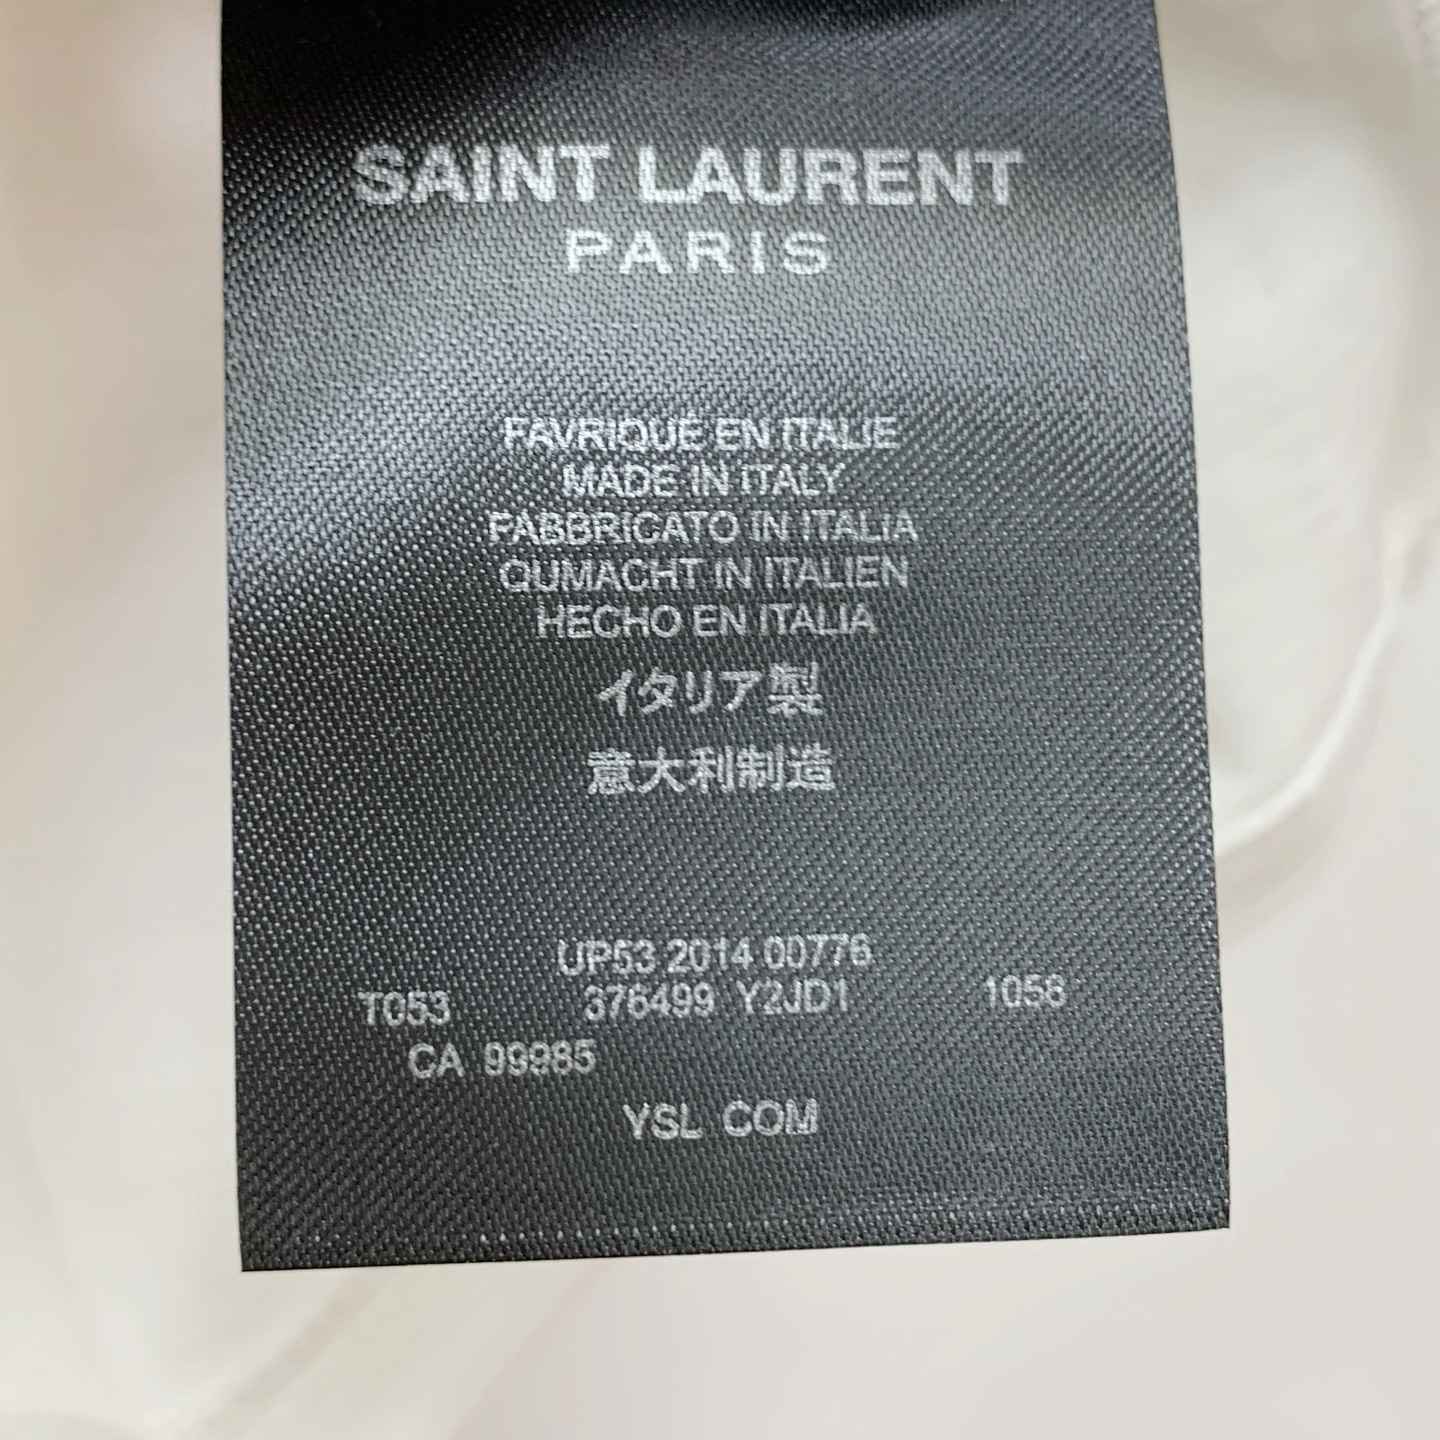 SAINT LAURENT
PARIS
FAVRIQUÉ EN ITALIE
MADE IN ITALY
FABBRICATO IN ITALIA
QUMACHT IN ITALIEN
HECHO EN ITALIA
イタリア製
意大利制造
UP53 2014 00776
T053 376499 Y2JD1 1058
CA 99985
YSL COM